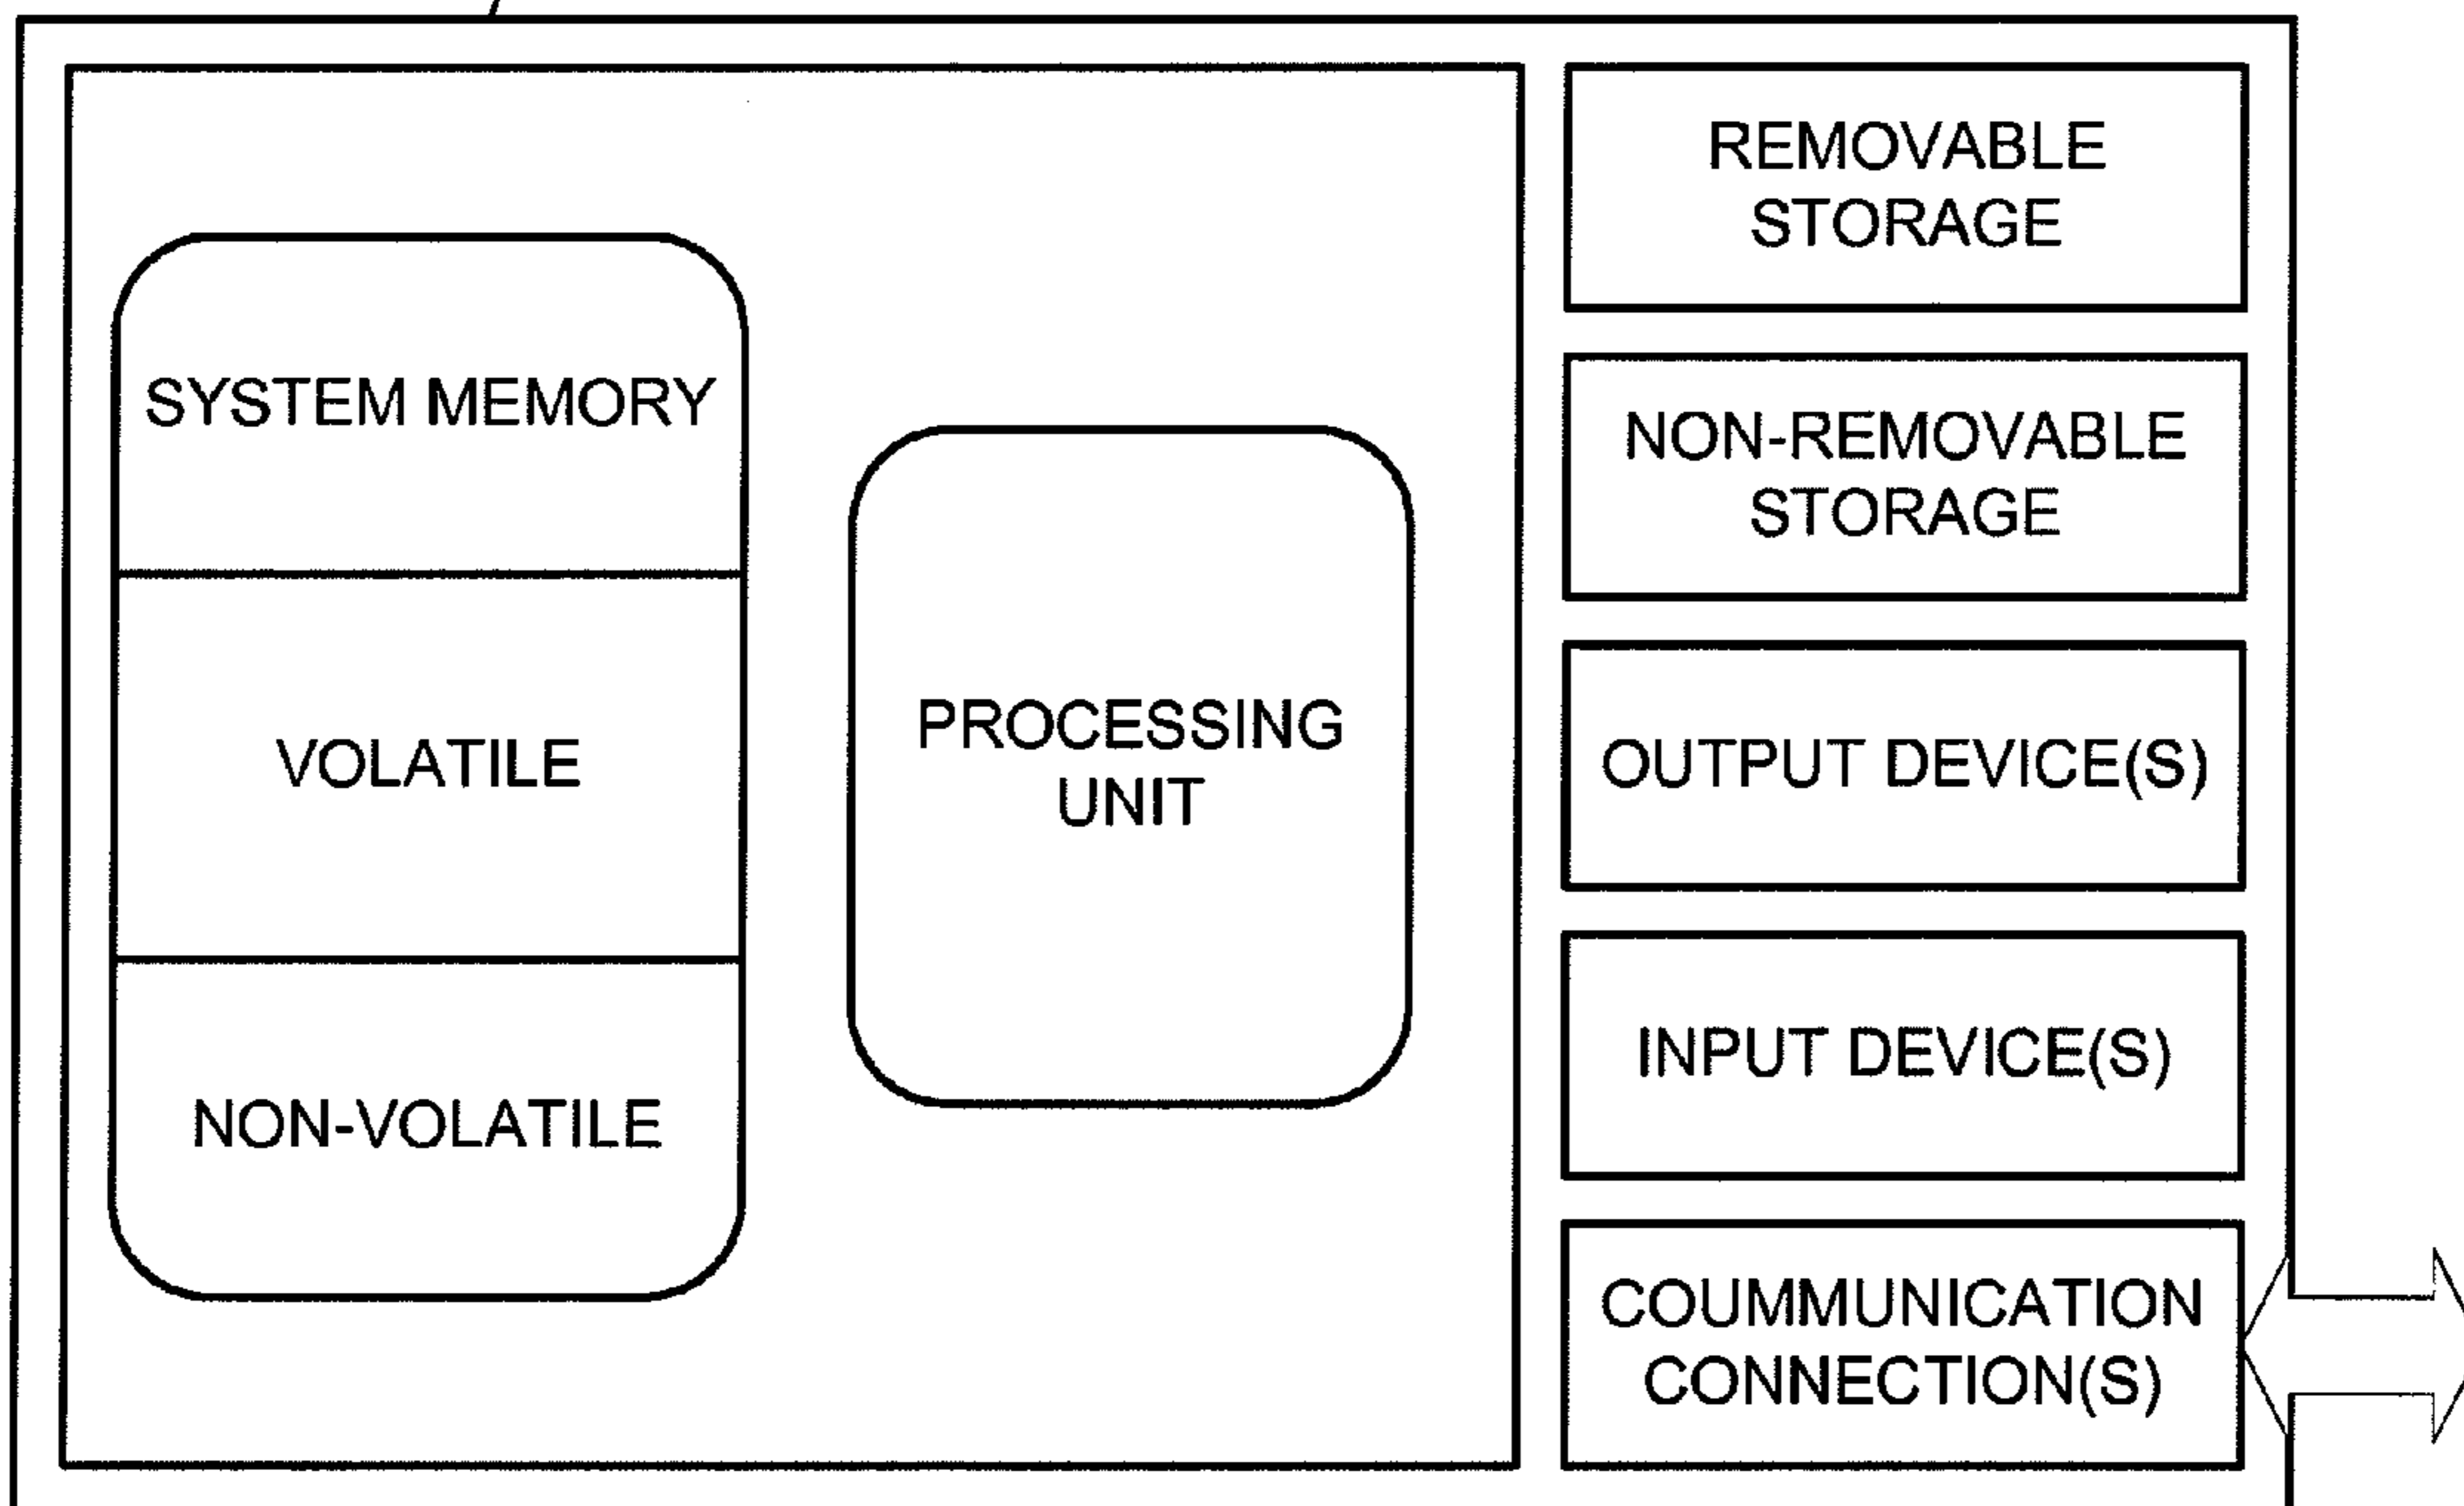 SYSTEM MEMORY
VOLATILE
NON-VOLATILE
PROCESSING
UNIT
REMOVABLE
STORAGE
NON-REMOVABLE
STORAGE
OUTPUT DEVICE(S)
INPUT DEVICE(S)
COUMMUNICATION
CONNECTION(S)